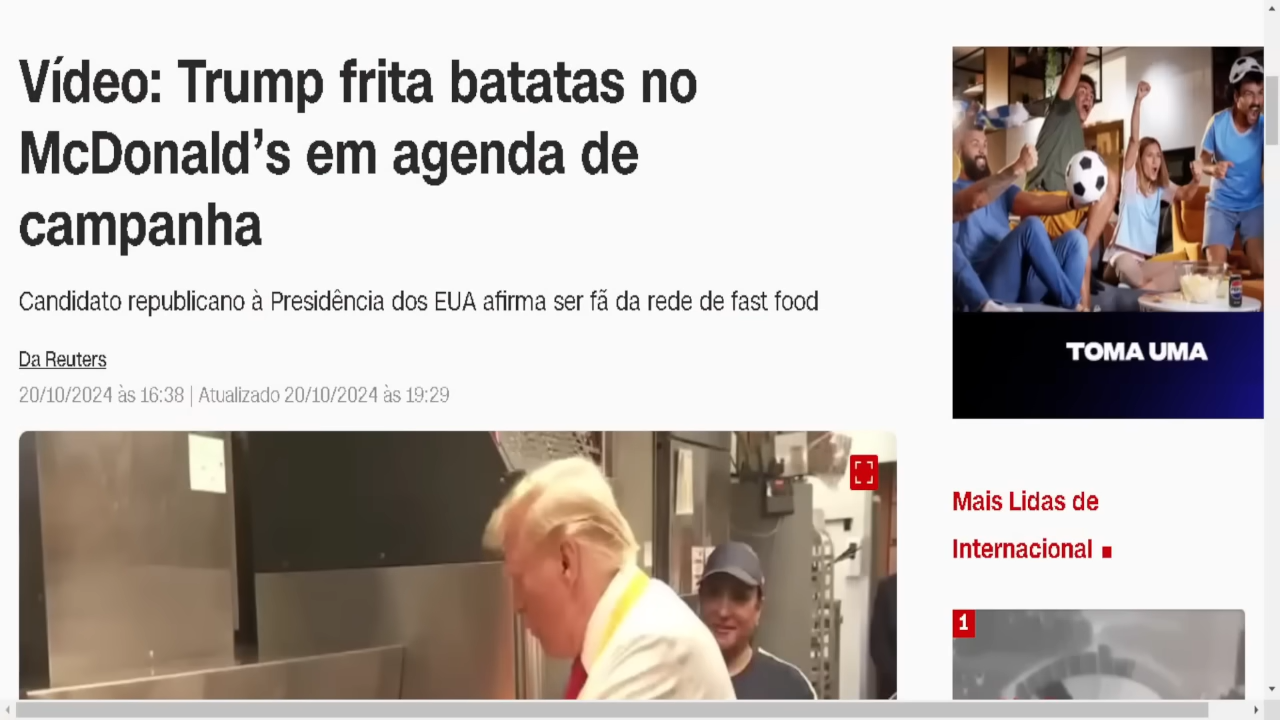 Vídeo: Trump frita batatas no
McDonald’s em agenda de
campanha
Candidato republicano à Presidência dos EUA afirma ser fã da rede de fast food
Da Reuters
20/10/2024 às 16:38 | Atualizado 20/10/2024 às 19:29
TOMA UMA
Mais Lidas de
Internacional
1